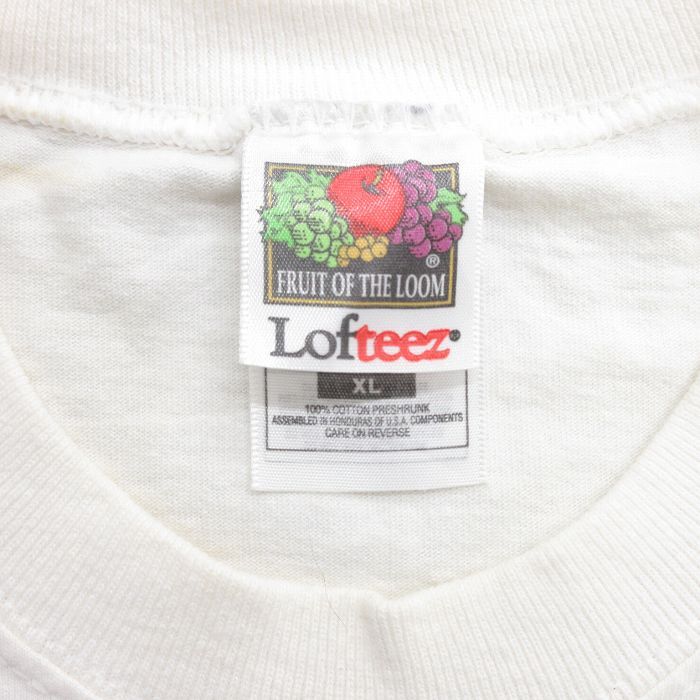 ®
FRUIT OF THE LOOM
Lofteez
XL
100% COTTON PRESHRUNK
ASSEMBLED IN HONDURAS OF U.S.A. COMPONENTS
CARE ON REVERSE